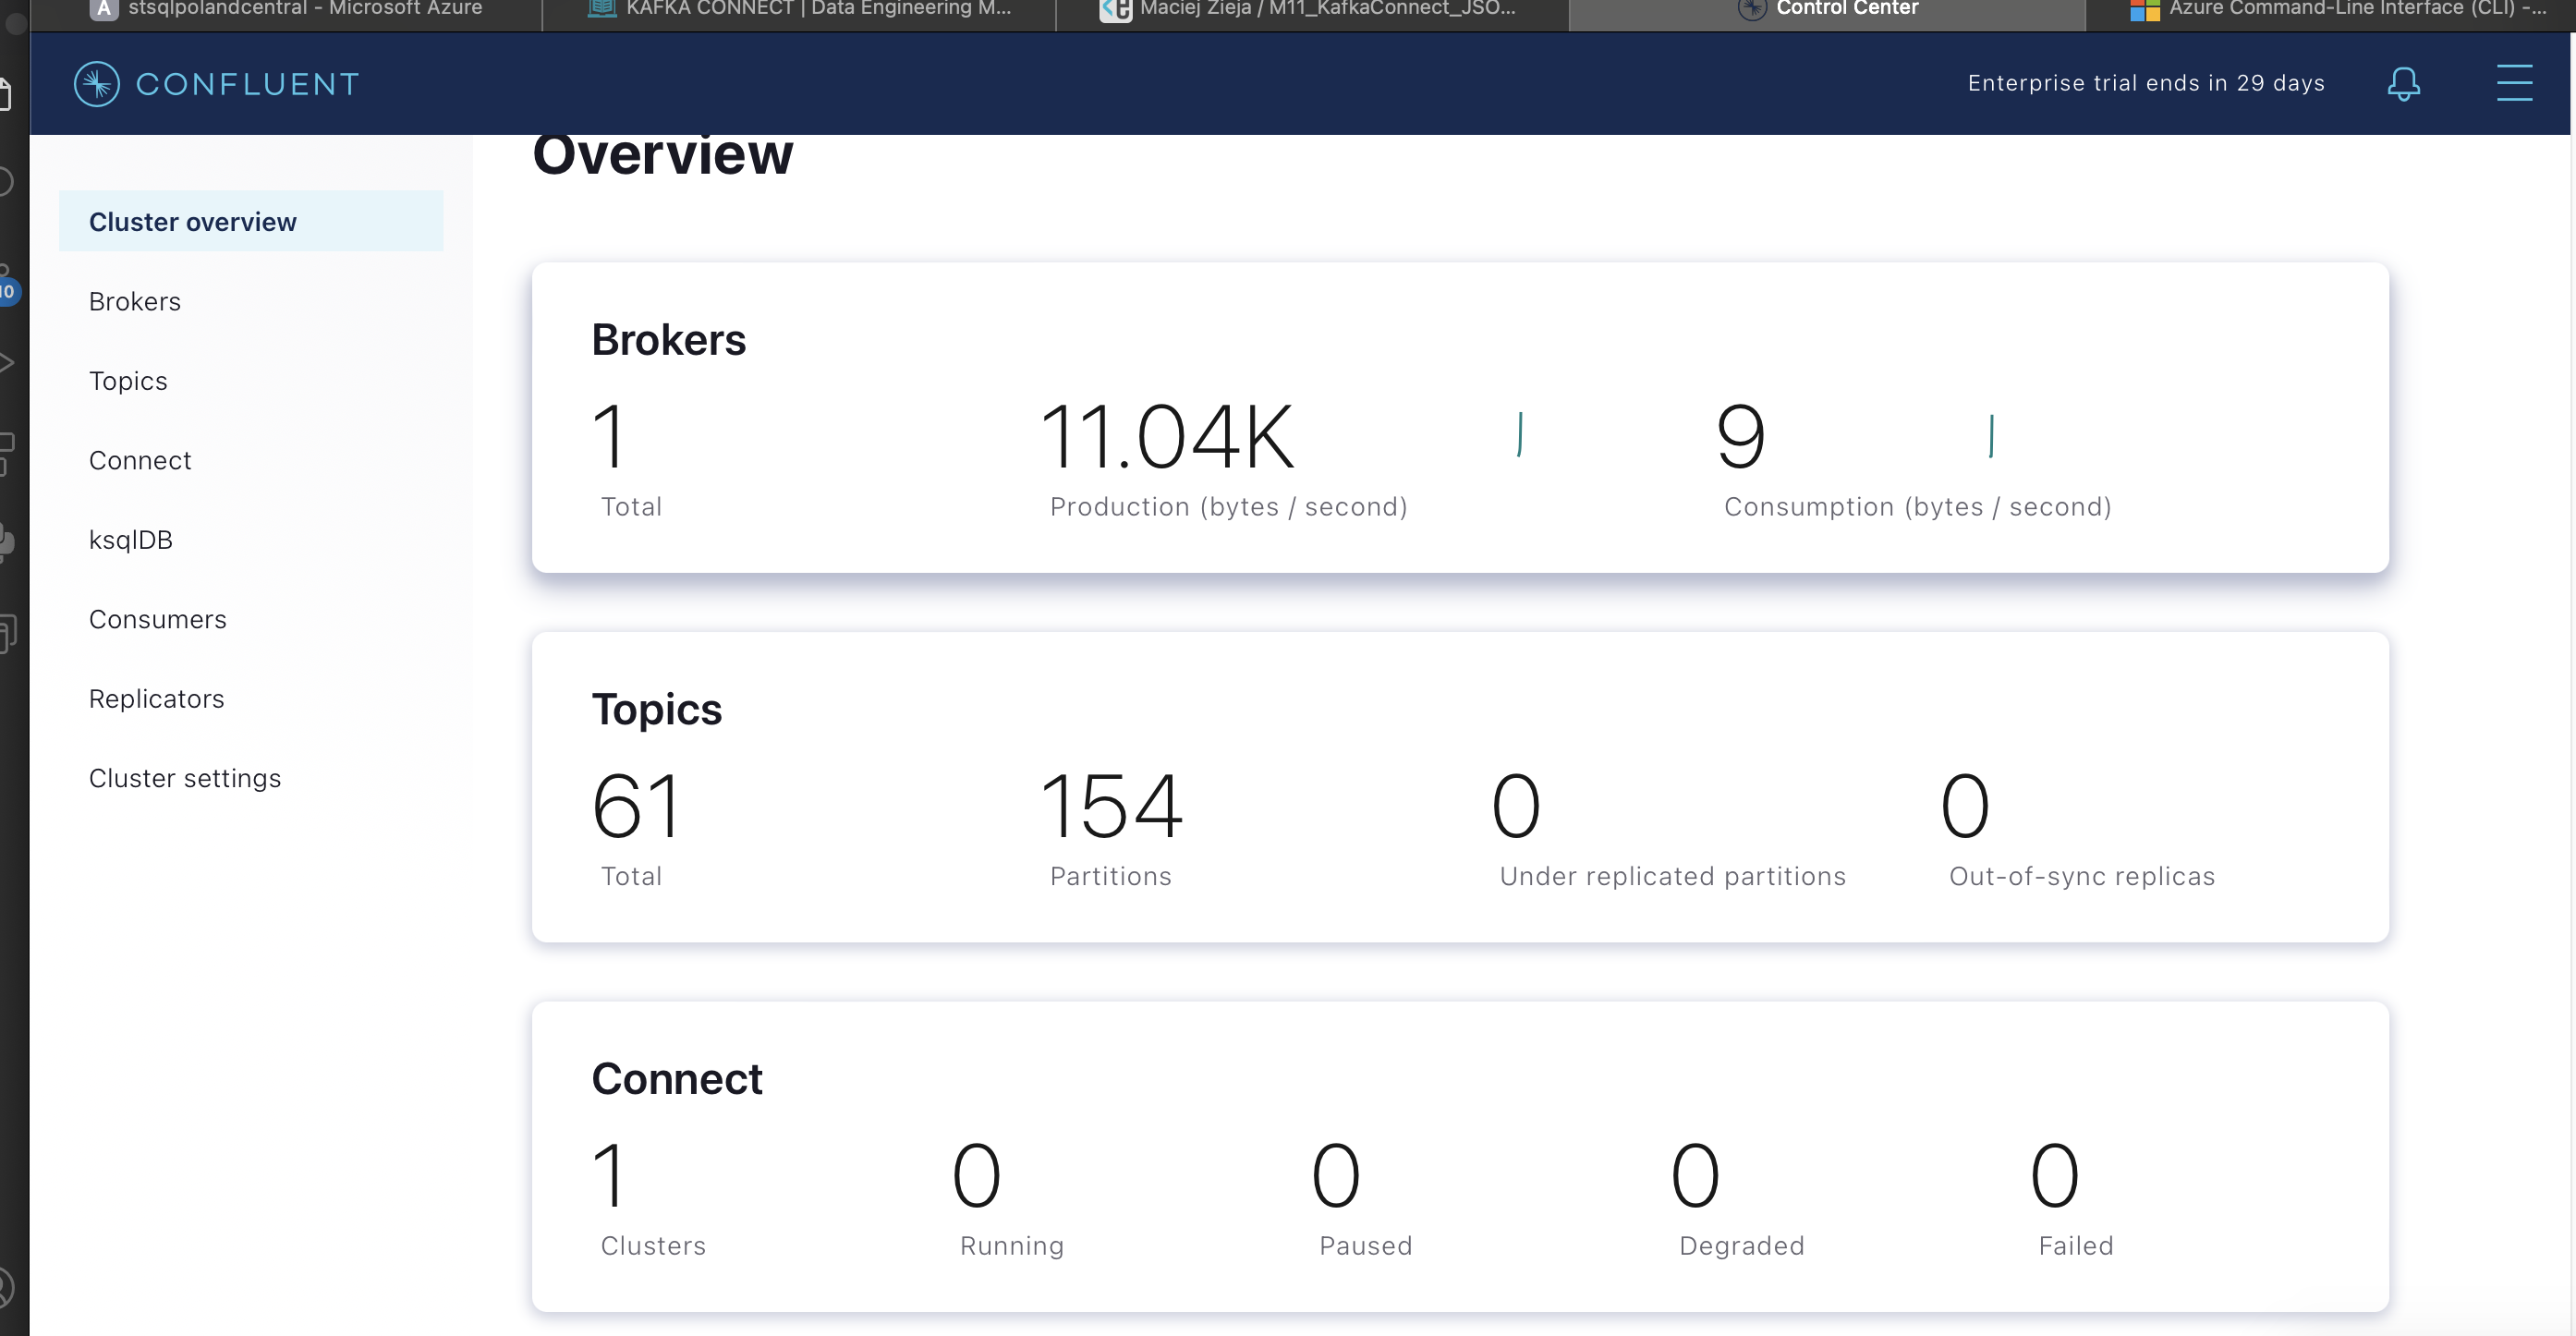 stsqlpolandcentral - Microsoft Azure
KAFKA CONNECT | Data Engineering M...
Maciej Zieja / M11_KafkaConnect_JSO...
Control Center
Azure Command-Line Interface (CLI) -...
CONFLUENT
Enterprise trial ends in 29 days
Overview
Cluster overview
Brokers
Topics
Connect
ksqlDB
Consumers
Replicators
Cluster settings
10
Brokers
1
11.04K
9
Total
Production (bytes / second)
Consumption (bytes / second)
Topics
61
154
0
0
Total
Partitions
Under replicated partitions
Out-of-sync replicas
Connect
1
0
0
0
0
Clusters
Running
Paused
Degraded
Failed